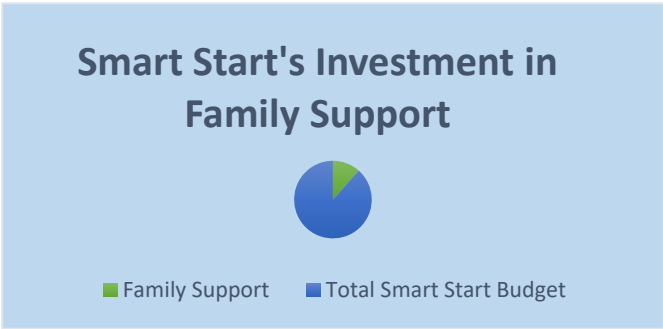 Smart Start's Investment in
Family Support
Family Support
Total Smart Start Budget